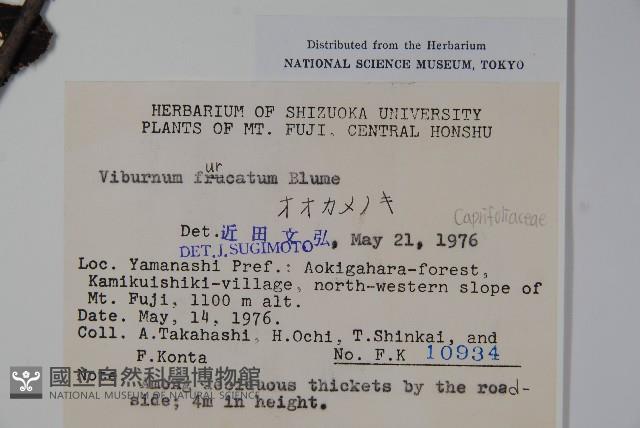 Distributed from the Herbarium
NATIONAL SCIENCE MUSEUM, TOKYO
HERBARIUM OF SHIZUOKA UNIVERSITY
PLANTS OF MT. FUJI, CENTRAL HONSHU
ur
Viburnum frucatum Blume
オオカメノキ
Caprifoliaceae
Det. 近田文弘, May 21, 1976
DET. J. SUGIMOTO
Loc. Yamanashi Pref.: Aokigahara-forest,
Kamikuishiki-village, north-western slope of
Mt. Fuji, 1100 m alt.
Date. May, 14, 1976.
Coll. A.Takahashi, H.Ochi, T.Shinkai, and
F.Konta No. F.K 10934
Note. Among deciduous thickets by the road-
side; 4m in height.
國立自然科學博物館
NATIONAL MUSEUM OF NATURAL SCIENCE